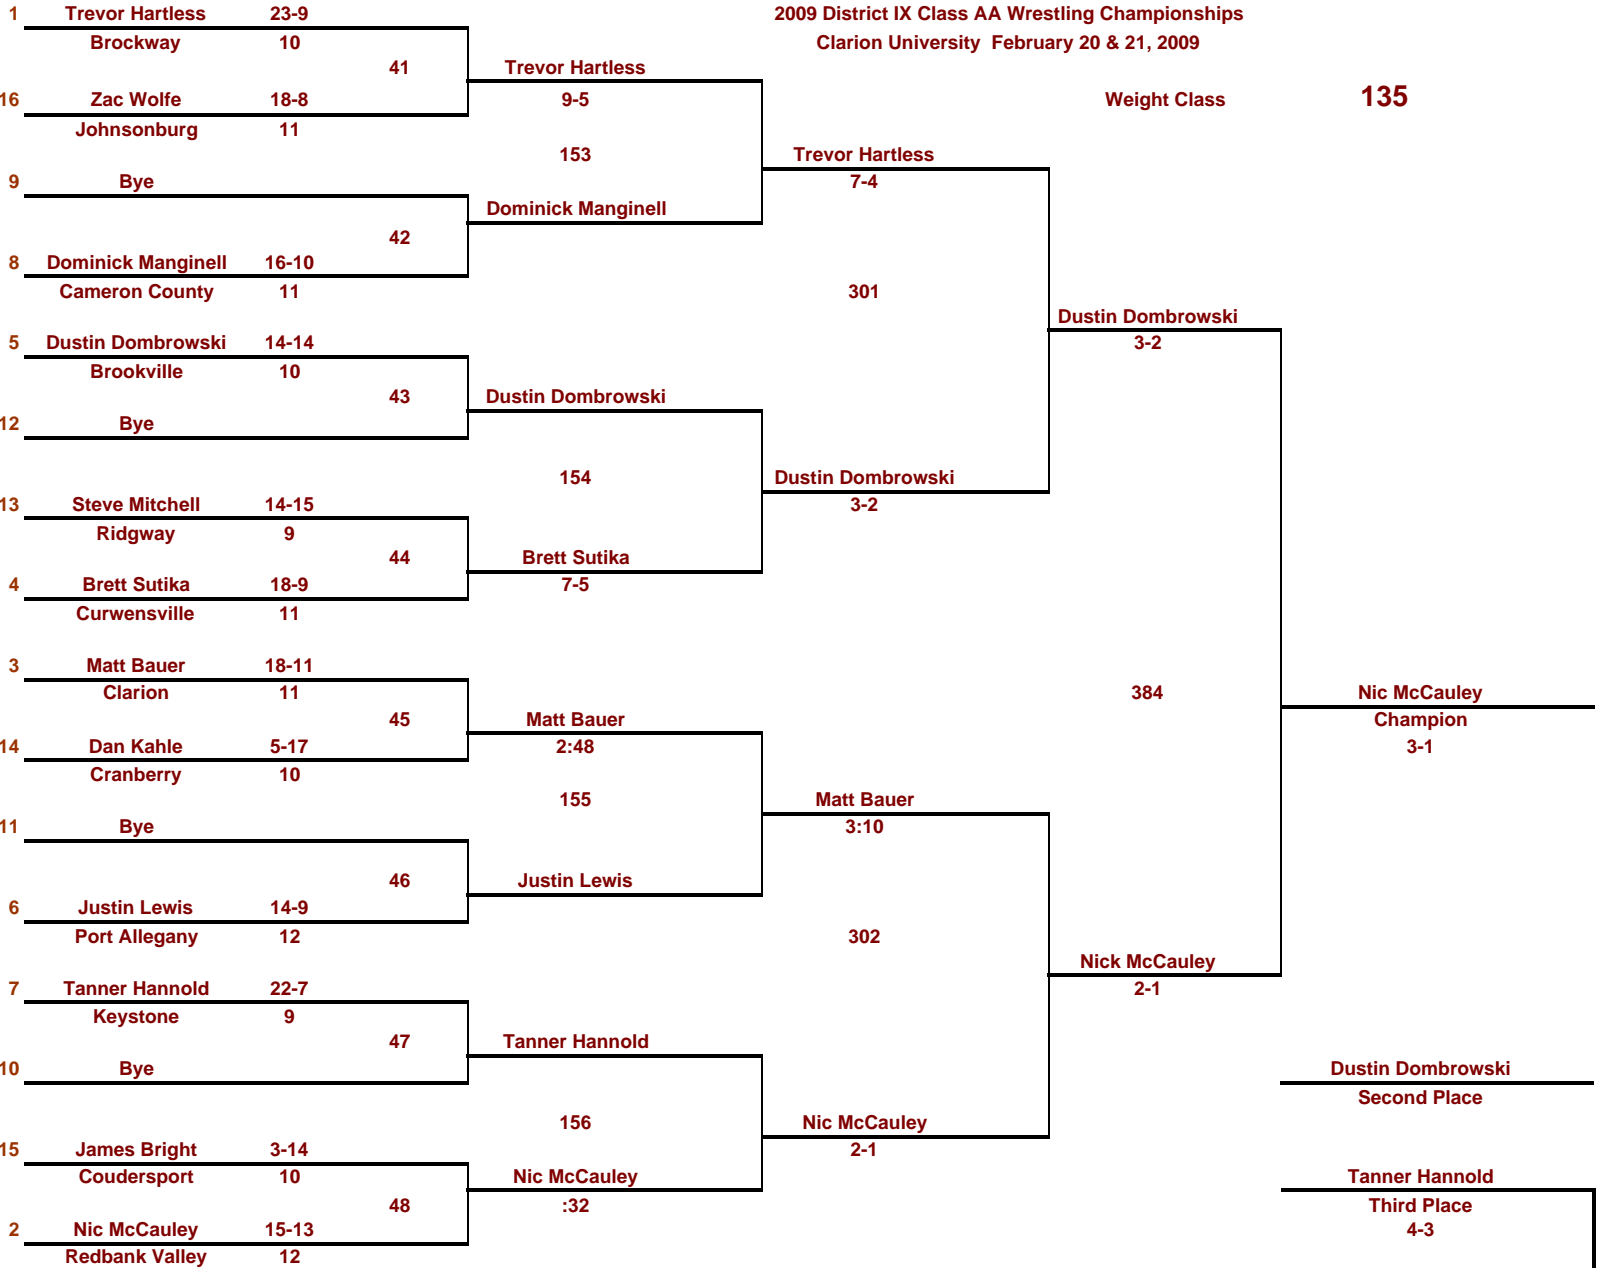 1 Trevor Hartless 23-9 2009 District IX Class AA Wrestling Championships
Brockway 10 Clarion University February 20 & 21, 2009
41 Trevor Hartless
16 Zac Wolfe 18-8 9-5 Weight Class 135
Johnsonburg 11
153 Trevor Hartless
9 Bye 7-4
Dominick Manginell
42
8 Dominick Manginell 16-10
Cameron County 11 301
Dustin Dombrowski
5 Dustin Dombrowski 14-14 3-2
Brookville 10
43 Dustin Dombrowski
12 Bye
154 Dustin Dombrowski
13 Steve Mitchell 14-15 3-2
Ridgway 9
44 Brett Sutika
4 Brett Sutika 18-9 7-5
Curwensville 11
3 Matt Bauer 18-11
Clarion 11 384 Nic McCauley
45 Matt Bauer Champion
14 Dan Kahle 5-17 2:48 3-1
Cranberry 10
155 Matt Bauer
11 Bye 3:10
46 Justin Lewis
6 Justin Lewis 14-9
Port Allegany 12 302
Nick McCauley
7 Tanner Hannold 22-7 2-1
Keystone 9
47 Tanner Hannold
10 Bye Dustin Dombrowski
Second Place
156 Nic McCauley
15 James Bright 3-14 2-1
Coudersport 10 Nic McCauley Tanner Hannold
48 :32 Third Place
2 Nic McCauley 15-13 4-3
Redbank Valley 12